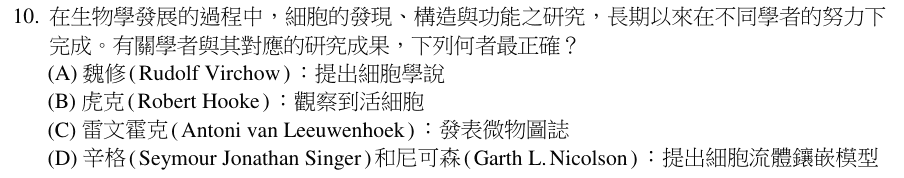 10. 在生物學發展的過程中，細胞的發現、構造與功能之研究，長期以來在不同學者的努力下
完成。有關學者與其對應的研究成果，下列何者最正確？
(A) 魏修(Rudolf Virchow)：提出細胞學說
(B) 虎克(Robert Hooke)：觀察到活細胞
(C) 雷文霍克(Antoni van Leeuwenhoek)：發表微物圖誌
(D) 辛格(Seymour Jonathan Singer)和尼可森(Garth L. Nicolson)：提出細胞流體鑲嵌模型